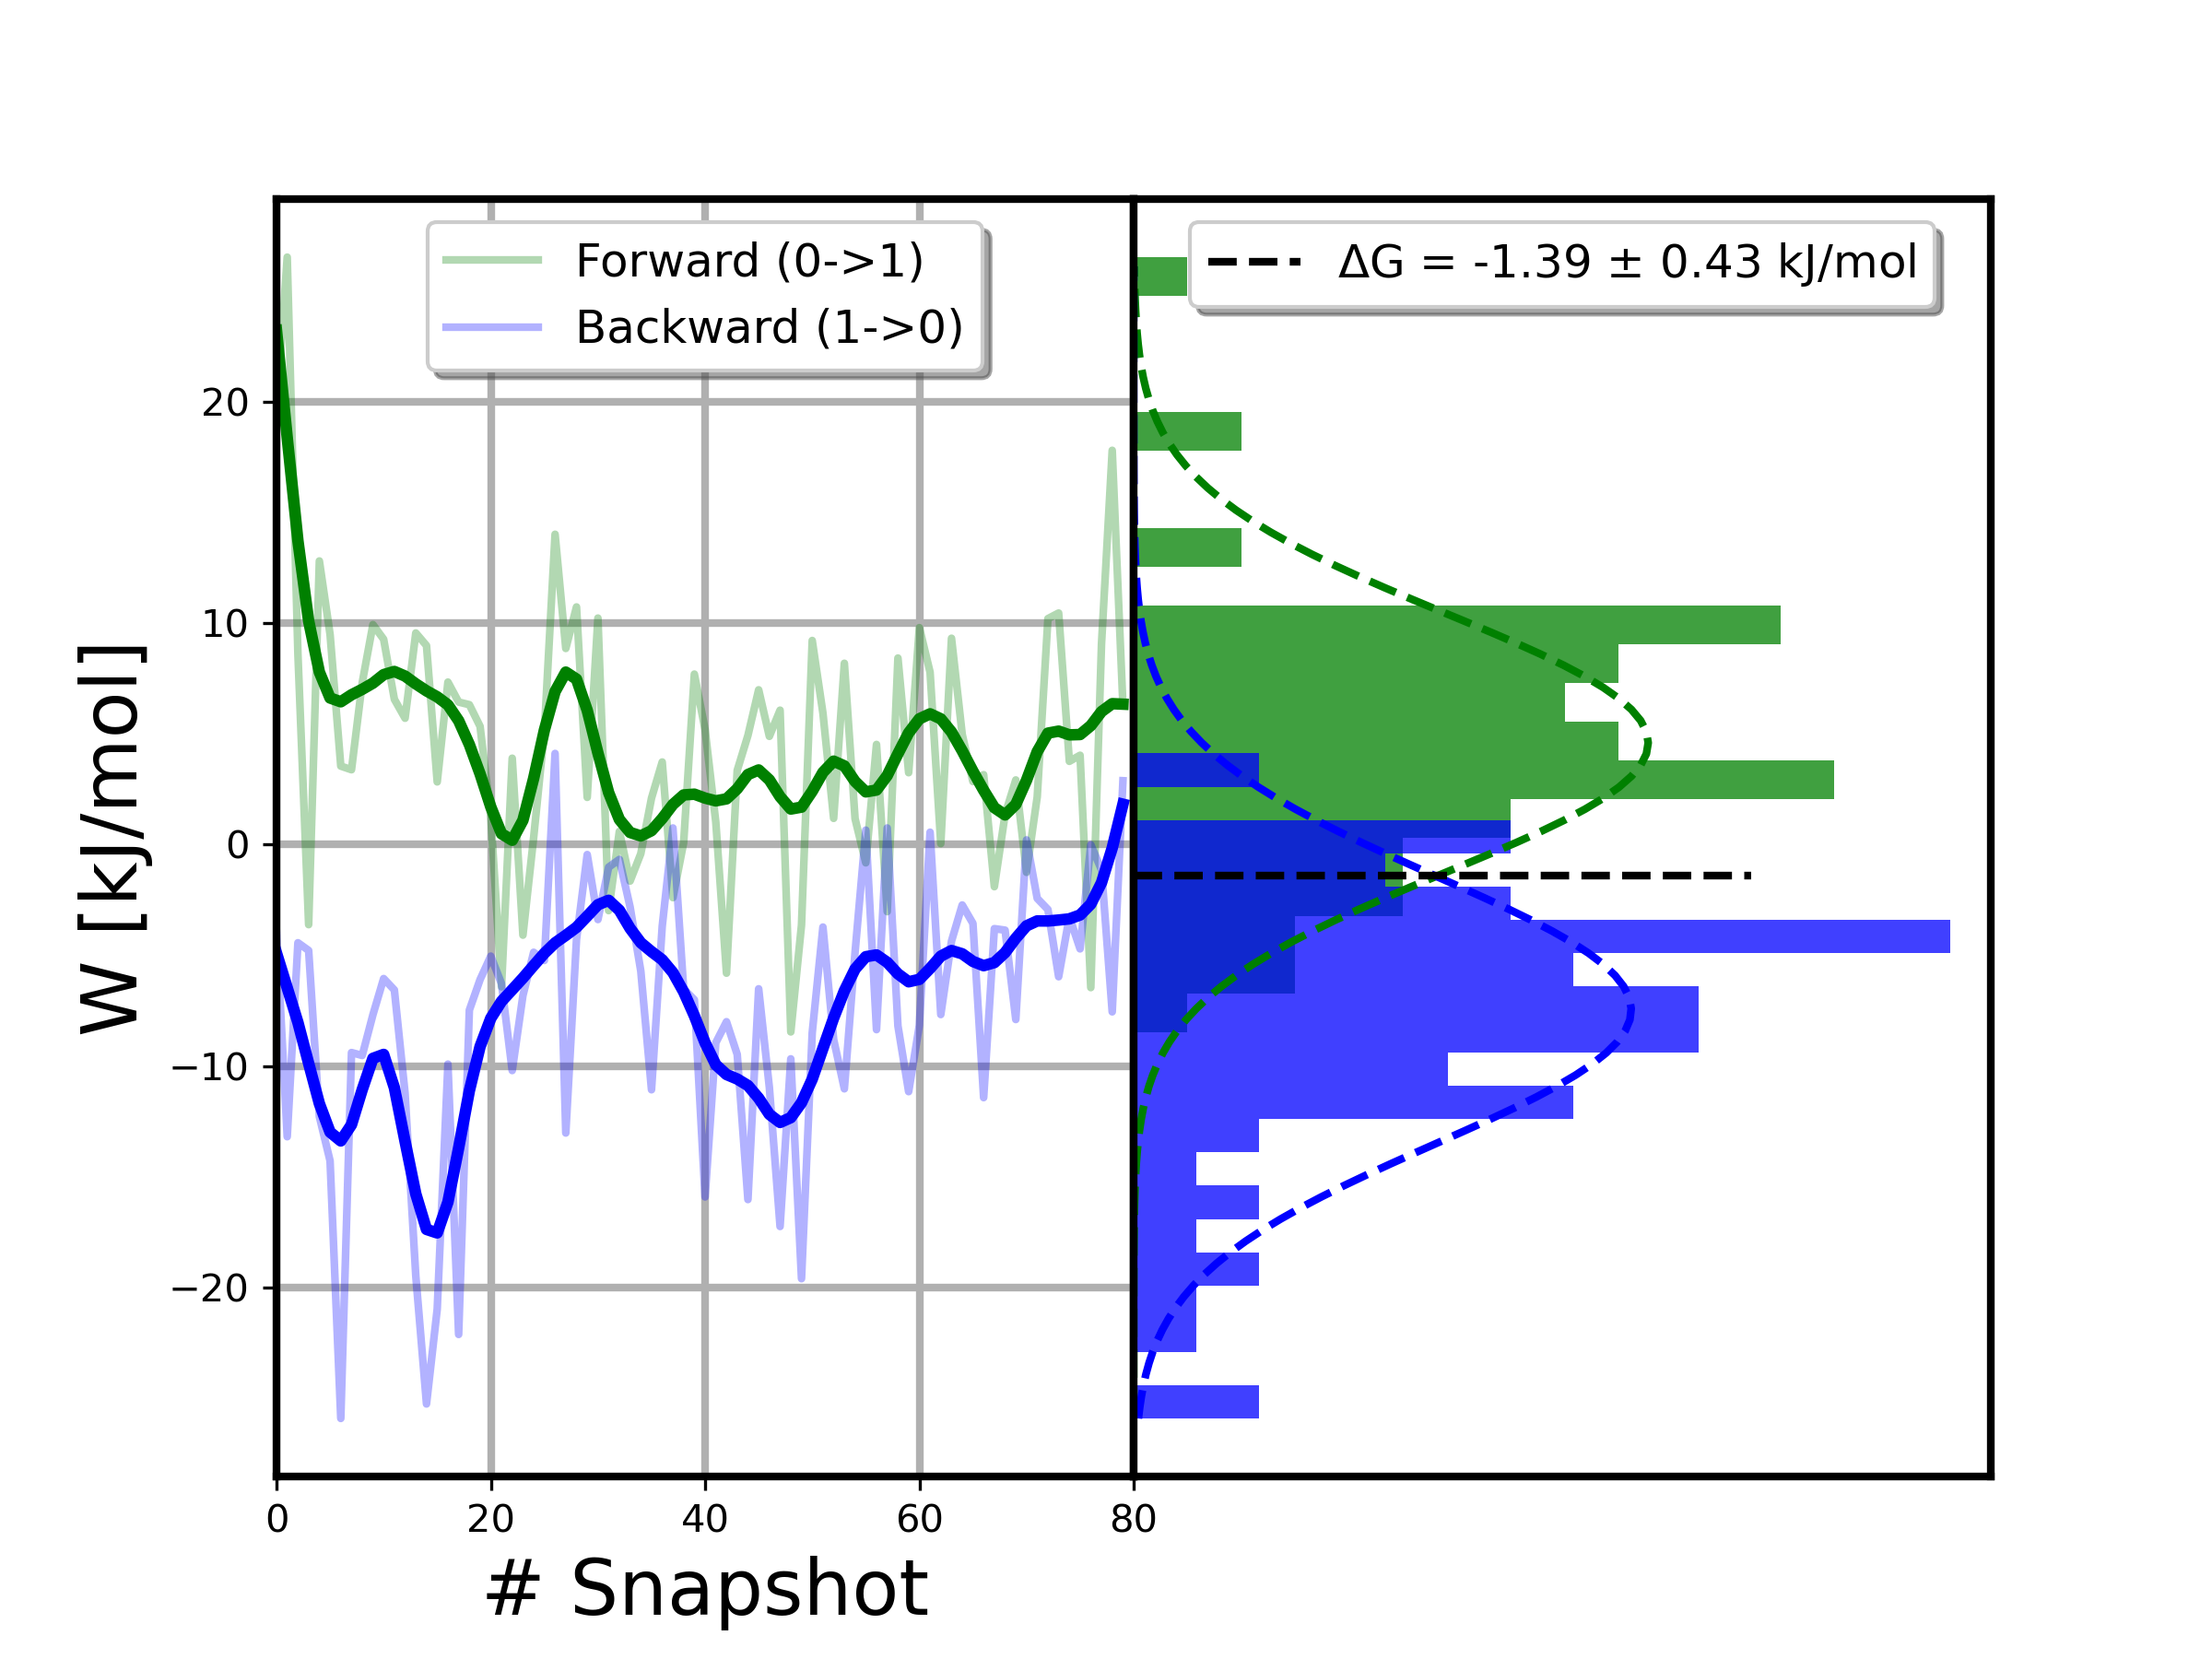 Forward (0->1)
Backward (1->0)
ΔG = -1.39 ± 0.43 kJ/mol
W [kJ/mol]
20
10
0
−10
−20
0 20 40 60 80
# Snapshot